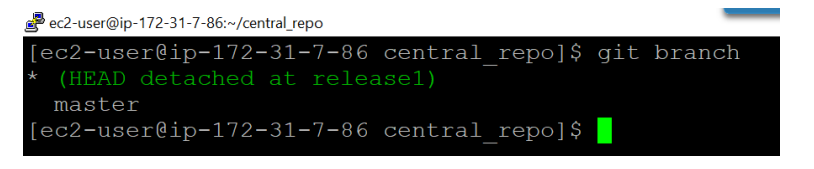 ec2-user@ip-172-31-7-86:~/central_repo
[ec2-user@ip-172-31-7-86 central_repo]$ git branch
* (HEAD detached at release1)
  master
[ec2-user@ip-172-31-7-86 central_repo]$